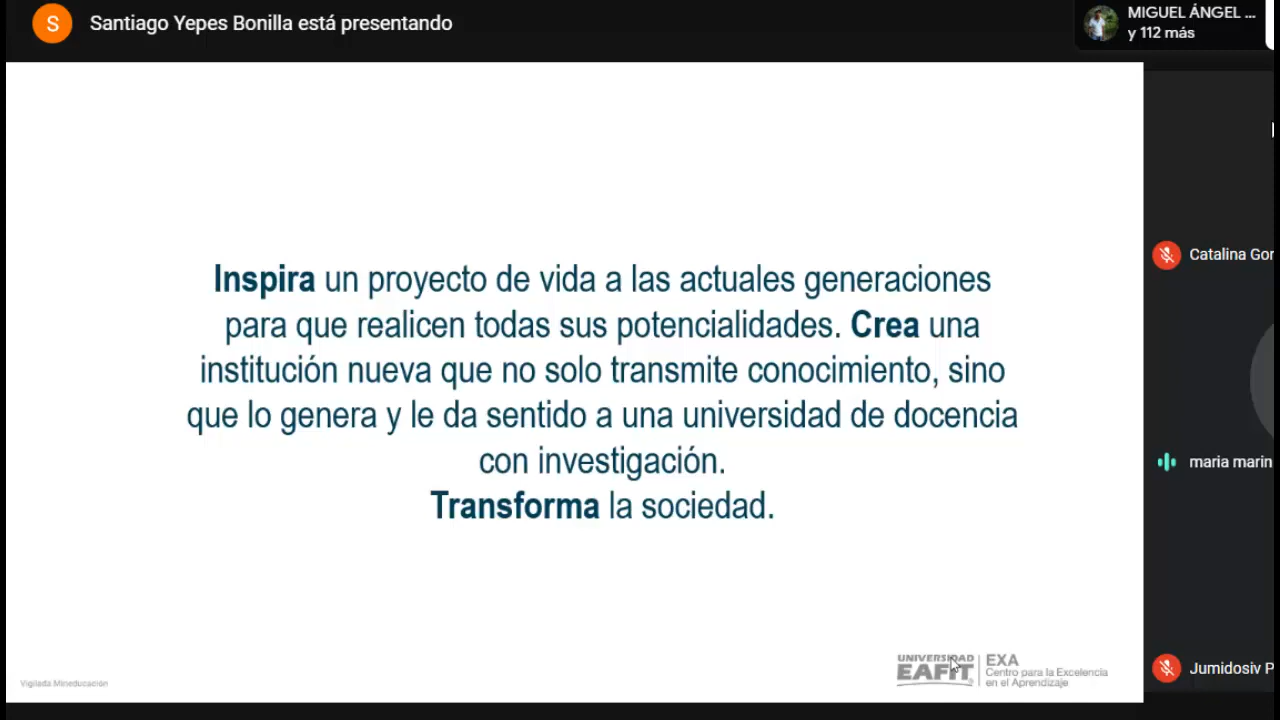 S
Santiago Yepes Bonilla está presentando
MIGUEL ÁNGEL ...
y 112 más
Inspira un proyecto de vida a las actuales generaciones
para que realicen todas sus potencialidades. Crea una
institución nueva que no solo transmite conocimiento, sino
que lo genera y le da sentido a una universidad de docencia
con investigación.
Transforma la sociedad.
Catalina Gor
maria marin
Jumidosiv P
Vigilada Mineducación
UNIVERSIDAD
EAFIT
EXA
Centro para la Excelencia
en el Aprendizaje